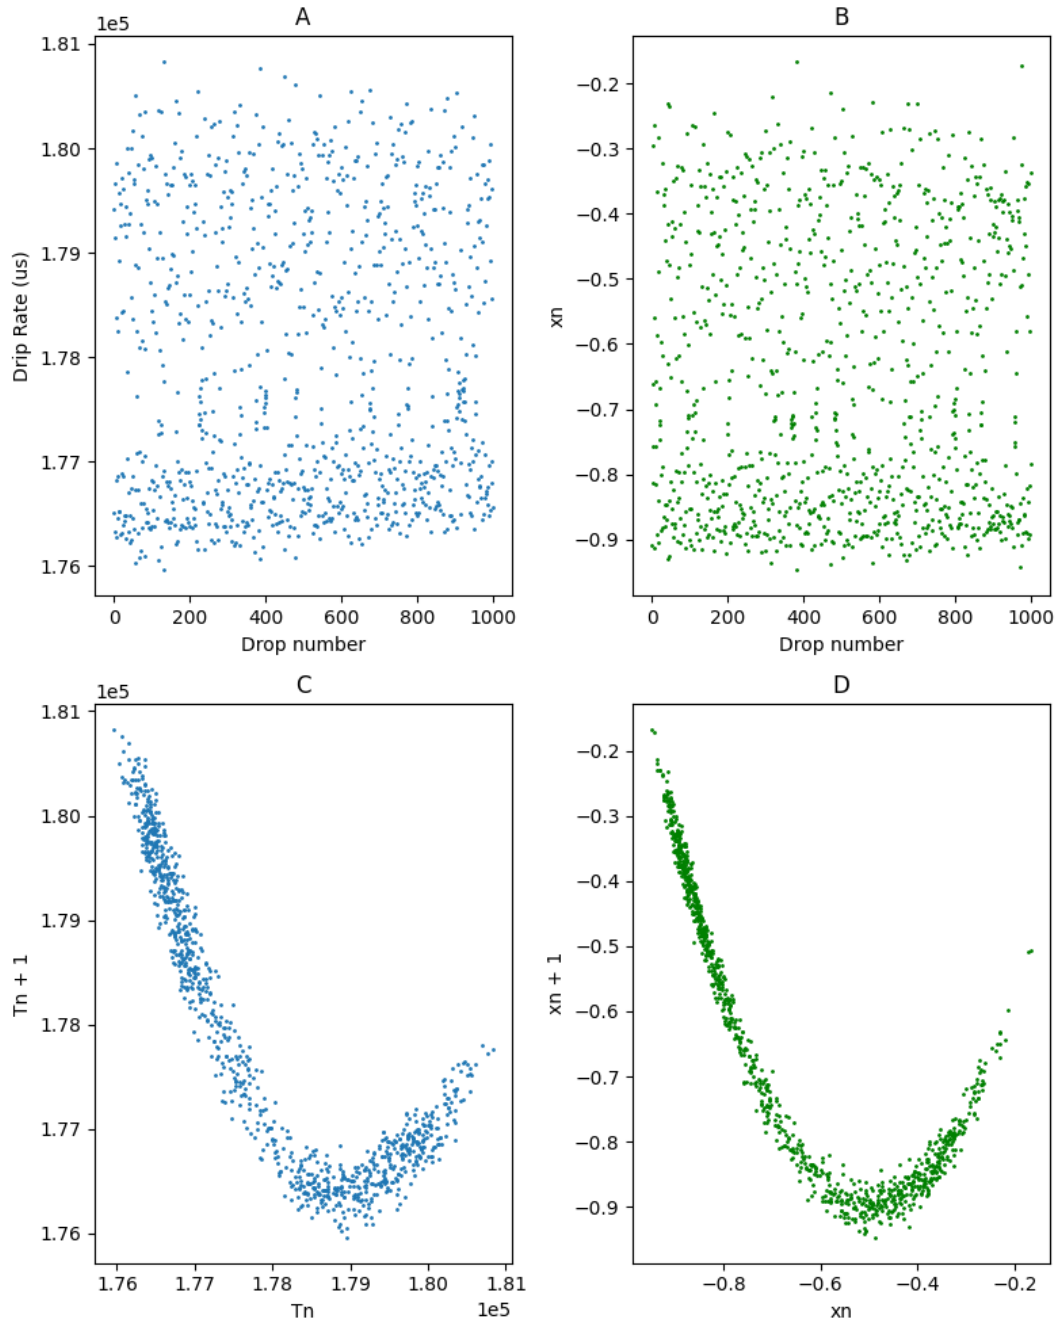 A
1e5
1.81
1.80
1.79
1.78
1.77
1.76
Drip Rate (us)
0 200 400 600 800 1000
Drop number
B
−0.2
−0.3
−0.4
−0.5
−0.6
−0.7
−0.8
−0.9
xn
0 200 400 600 800 1000
Drop number
C
1e5
1.81
1.80
1.79
1.78
1.77
1.76
Tn + 1
1.76 1.77 1.78 1.79 1.80 1.81
1e5
Tn
D
−0.2
−0.3
−0.4
−0.5
−0.6
−0.7
−0.8
−0.9
xn + 1
−0.8 −0.6 −0.4 −0.2
xn